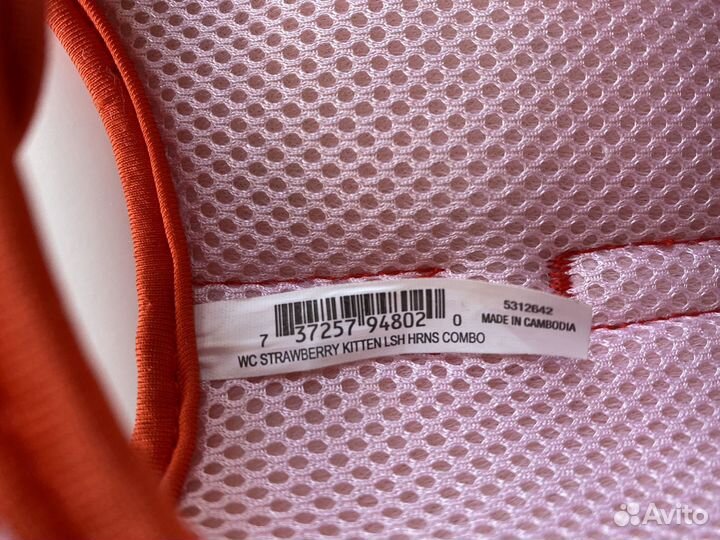 5312642
7 37257 94802 0 MADE IN CAMBODIA
WC STRAWBERRY KITTEN LSH HRNS COMBO
Avito